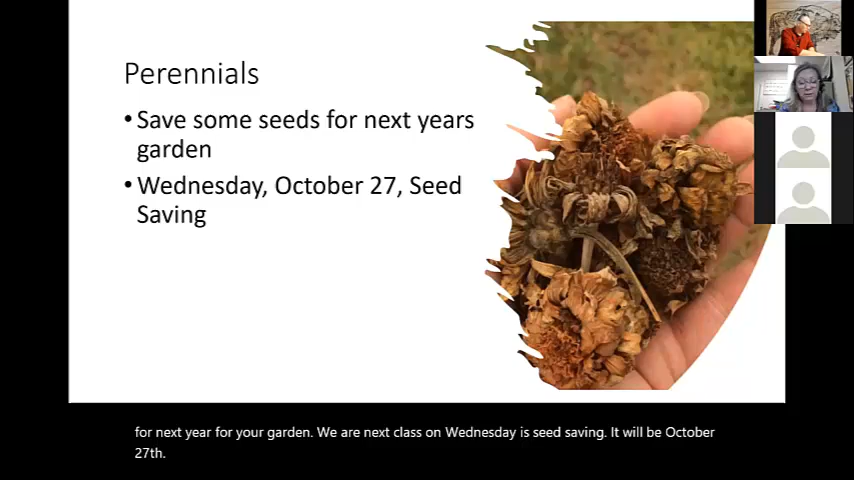 Perennials
• Save some seeds for next years
garden
• Wednesday, October 27, Seed
Saving
for next year for your garden. We are next class on Wednesday is seed saving. It will be October
27th.